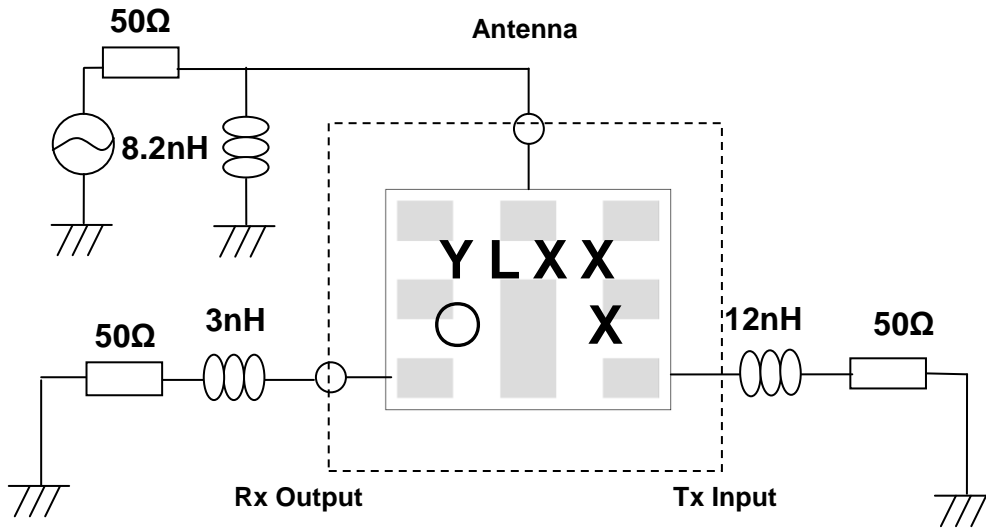 50Ω
Antenna
8.2nH
YLXX
X
50Ω
3nH
12nH
50Ω
Rx Output
Tx Input